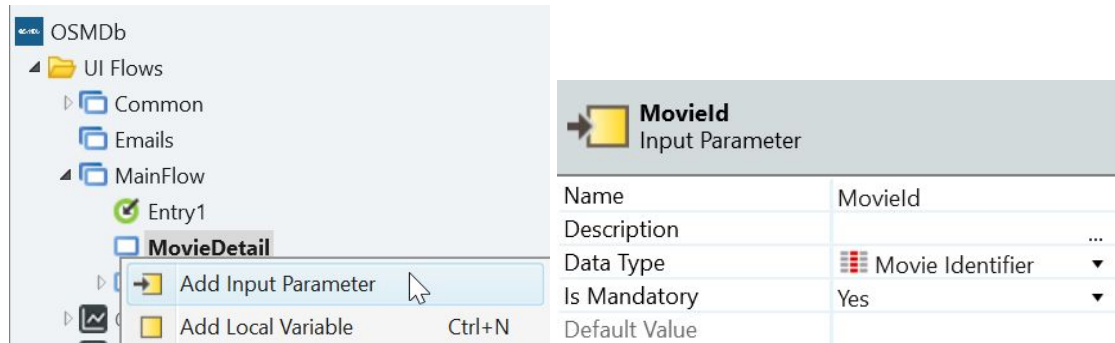 OSMDb
UI Flows
Common
Emails
MainFlow
Entry1
MovieDetail
Add Input Parameter
Add Local Variable Ctrl+N
MovieId
Input Parameter
Name MovieId
Description ...
Data Type Movie Identifier
Is Mandatory Yes
Default Value